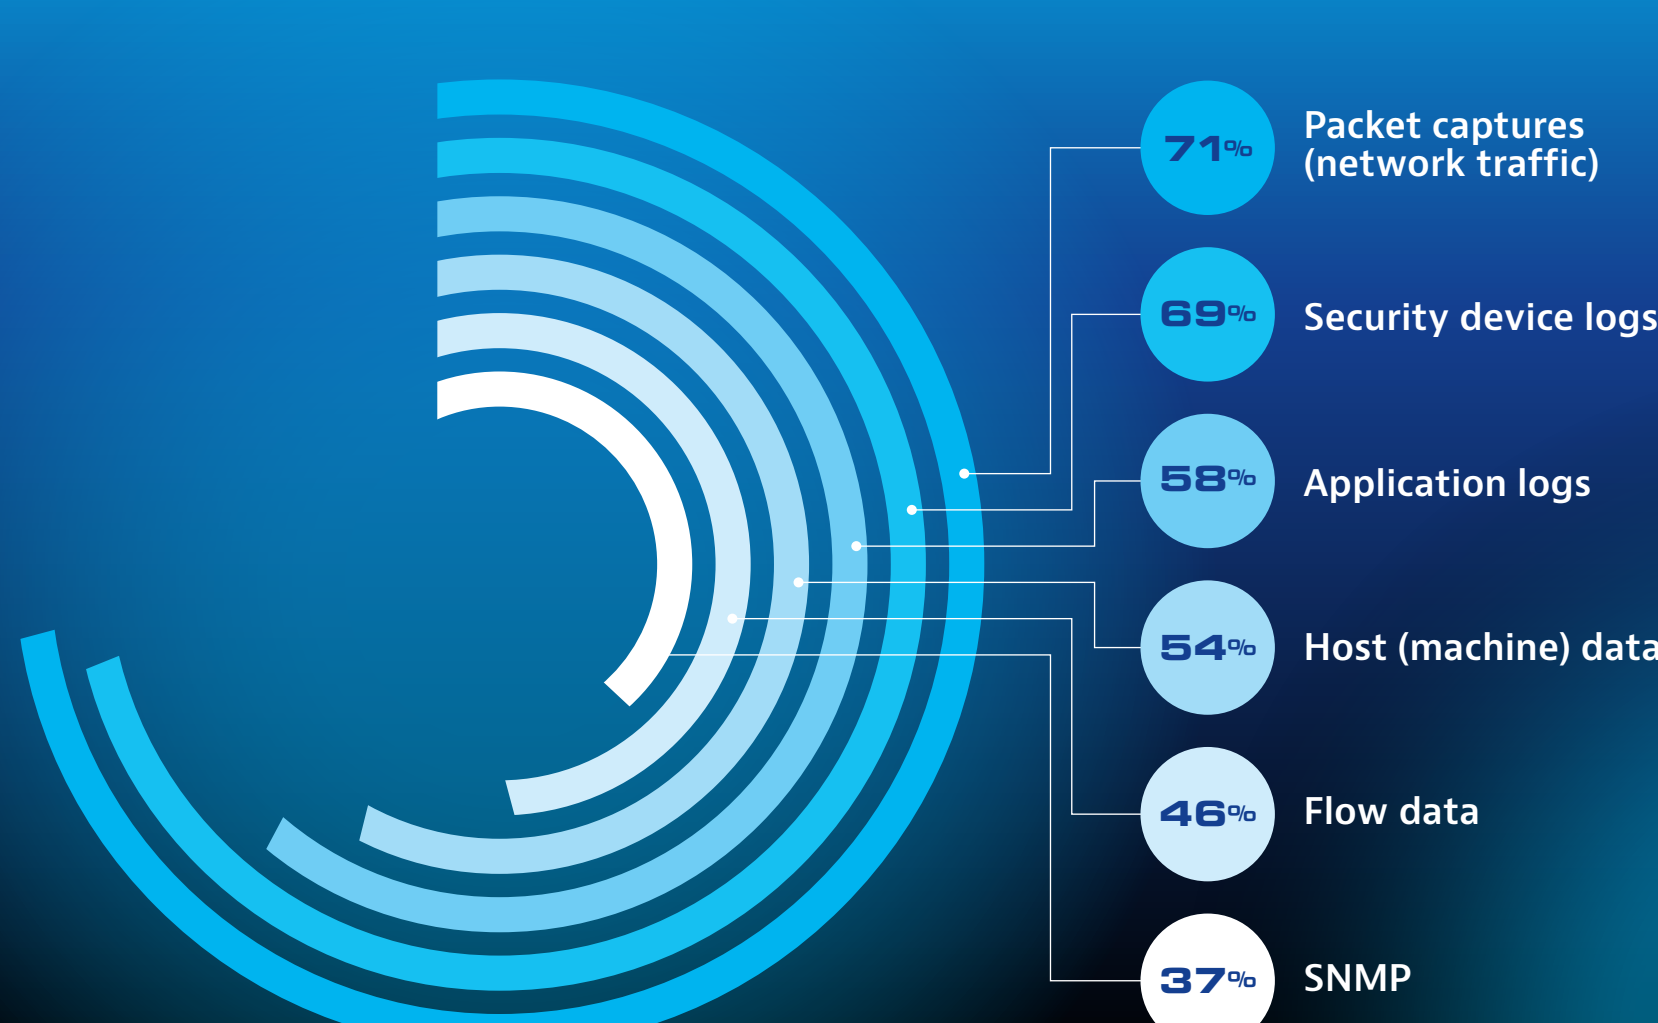 71%
Packet captures
(network traffic)
69%
Security device logs
58%
Application logs
54%
Host (machine) data
46%
Flow data
37%
SNMP